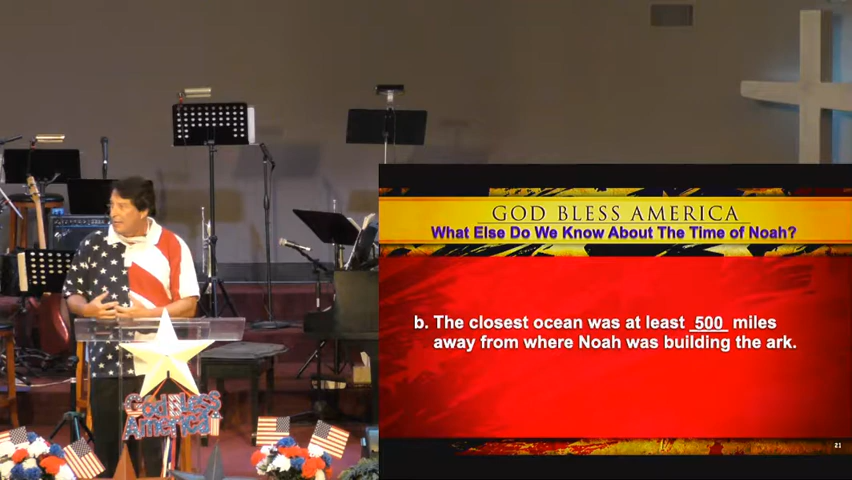 GOD BLESS AMERICA
What Else Do We Know About The Time of Noah?
b. The closest ocean was at least 500 miles
away from where Noah was building the ark.
21
God Bless
America